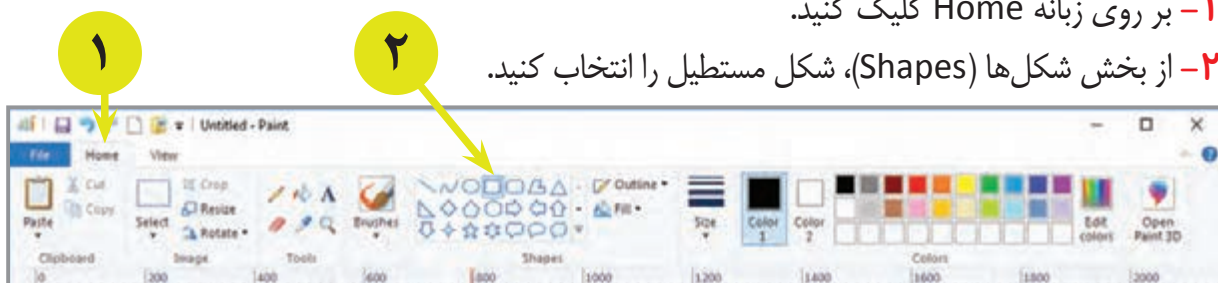 ۱- بر روی زبانه Home کلیک کنید.
۲- از بخش شکل‌ها (Shapes)، شکل مستطیل را انتخاب کنید.
۱
۲
Untitled - Paint
File Home View
Paste
Cut
Copy
Clipboard
Select
Crop
Resize
Rotate
Image
A
Tools
Brushes
Outline
Fill
Shapes
Size
Color 1
Color 2
Edit colors
Colors
Open Paint 3D
0 200 400 600 800 1000 1200 1400 1600 1800 2000